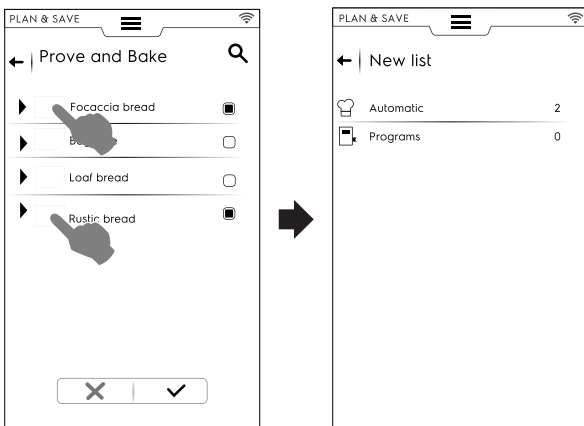 PLAN & SAVE
Prove and Bake
Focaccia bread
Loaf bread
Rustic bread
PLAN & SAVE
New list
Automatic 2
Programs 0